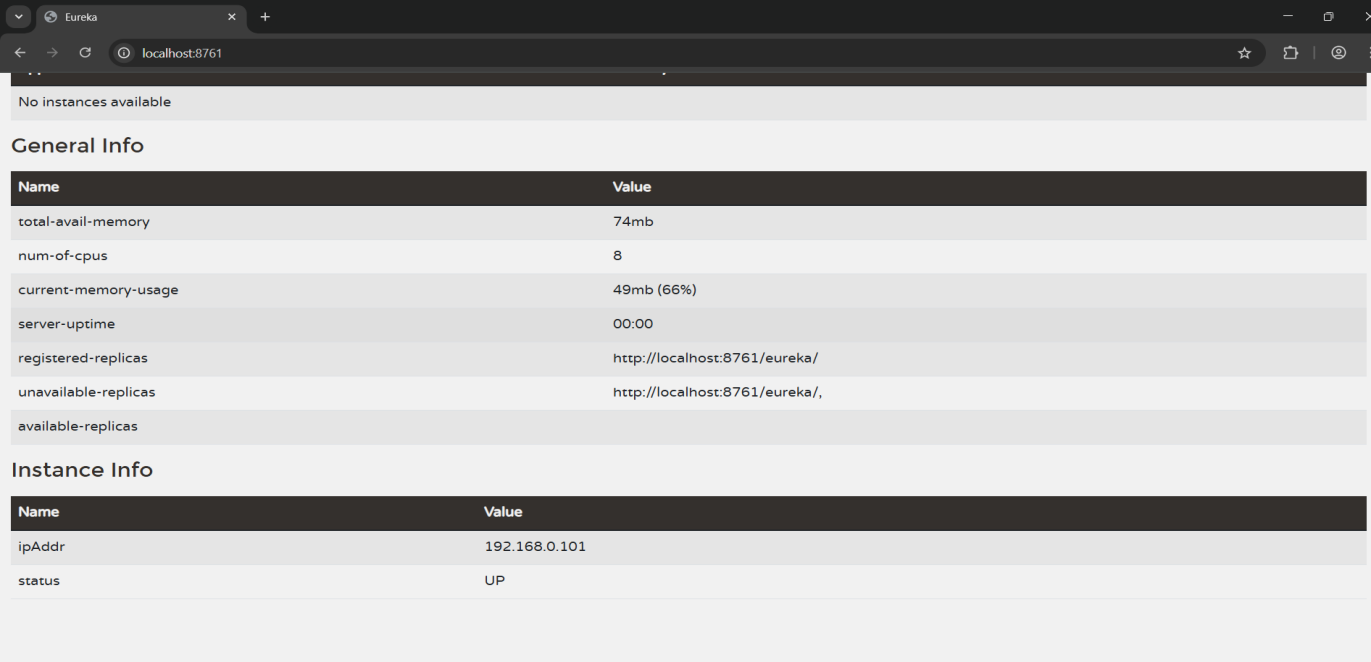 Eureka
localhost:8761
No instances available
General Info
Name Value
total-avail-memory 74mb
num-of-cpus 8
current-memory-usage 49mb (66%)
server-uptime 00:00
registered-replicas http://localhost:8761/eureka/
unavailable-replicas http://localhost:8761/eureka/,
available-replicas
Instance Info
Name Value
ipAddr 192.168.0.101
status UP